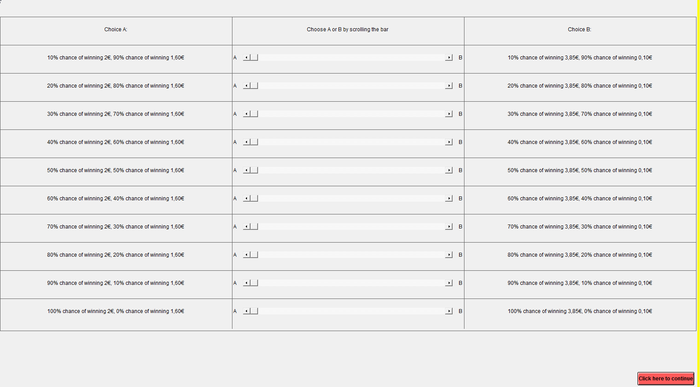 Choice A: Choose A or B by scrolling the bar Choice B:
10% chance of winning 2€, 90% chance of winning 1,60€ A B 10% chance of winning 3,85€, 90% chance of winning 0,10€
20% chance of winning 2€, 80% chance of winning 1,60€ A B 20% chance of winning 3,85€, 80% chance of winning 0,10€
30% chance of winning 2€, 70% chance of winning 1,60€ A B 30% chance of winning 3,85€, 70% chance of winning 0,10€
40% chance of winning 2€, 60% chance of winning 1,60€ A B 40% chance of winning 3,85€, 60% chance of winning 0,10€
50% chance of winning 2€, 50% chance of winning 1,60€ A B 50% chance of winning 3,85€, 50% chance of winning 0,10€
60% chance of winning 2€, 40% chance of winning 1,60€ A B 60% chance of winning 3,85€, 40% chance of winning 0,10€
70% chance of winning 2€, 30% chance of winning 1,60€ A B 70% chance of winning 3,85€, 30% chance of winning 0,10€
80% chance of winning 2€, 20% chance of winning 1,60€ A B 80% chance of winning 3,85€, 20% chance of winning 0,10€
90% chance of winning 2€, 10% chance of winning 1,60€ A B 90% chance of winning 3,85€, 10% chance of winning 0,10€
100% chance of winning 2€, 0% chance of winning 1,60€ A B 100% chance of winning 3,85€, 0% chance of winning 0,10€
Click here to continue